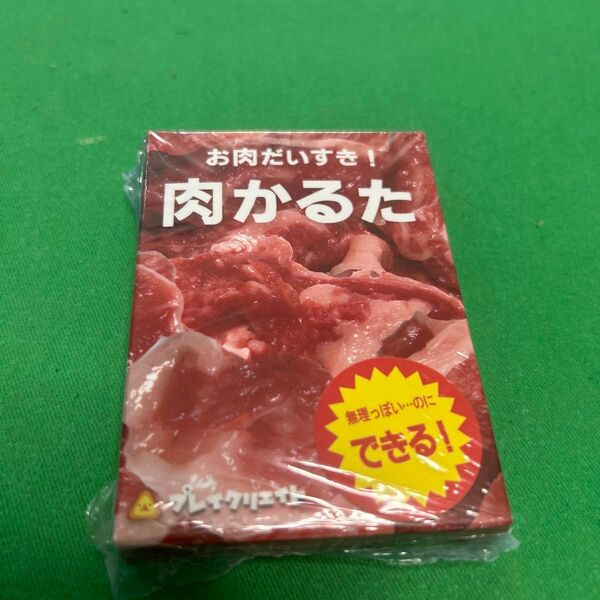 お肉だいすき！
肉かるた
無理っぽい…のに
できる！
プレイクリエイト